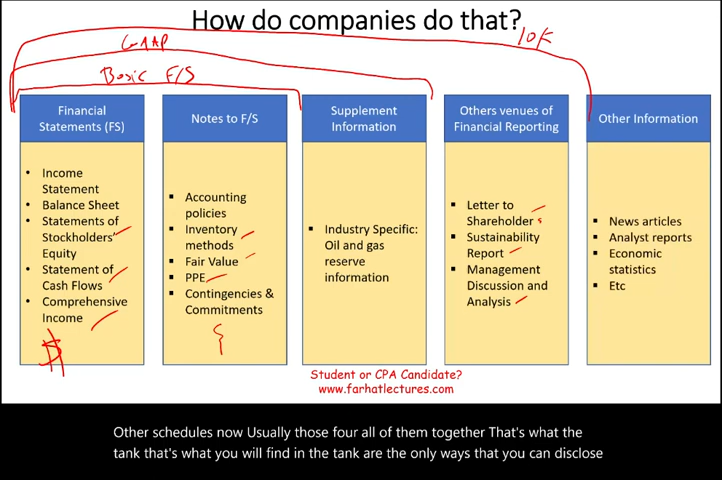 How do companies do that?
10K
GAAP
Basic F/S
Financial
Statements (FS)
Income
Statement
Balance Sheet
Statements of
Stockholders'
Equity
Statement of
Cash Flows
Comprehensive
Income
$
Notes to F/S
Accounting
policies
Inventory
methods
Fair Value
PPE
Contingencies &
Commitments
Supplement
Information
Industry Specific:
Oil and gas
reserve
information
Others venues of
Financial Reporting
Letter to
Shareholder
Sustainability
Report
Management
Discussion and
Analysis
Other Information
News articles
Analyst reports
Economic
statistics
Etc
Student or CPA Candidate?
www.farhatlectures.com
Other schedules now Usually those four all of them together That's what the
tank that's what you will find in the tank are the only ways that you can disclose